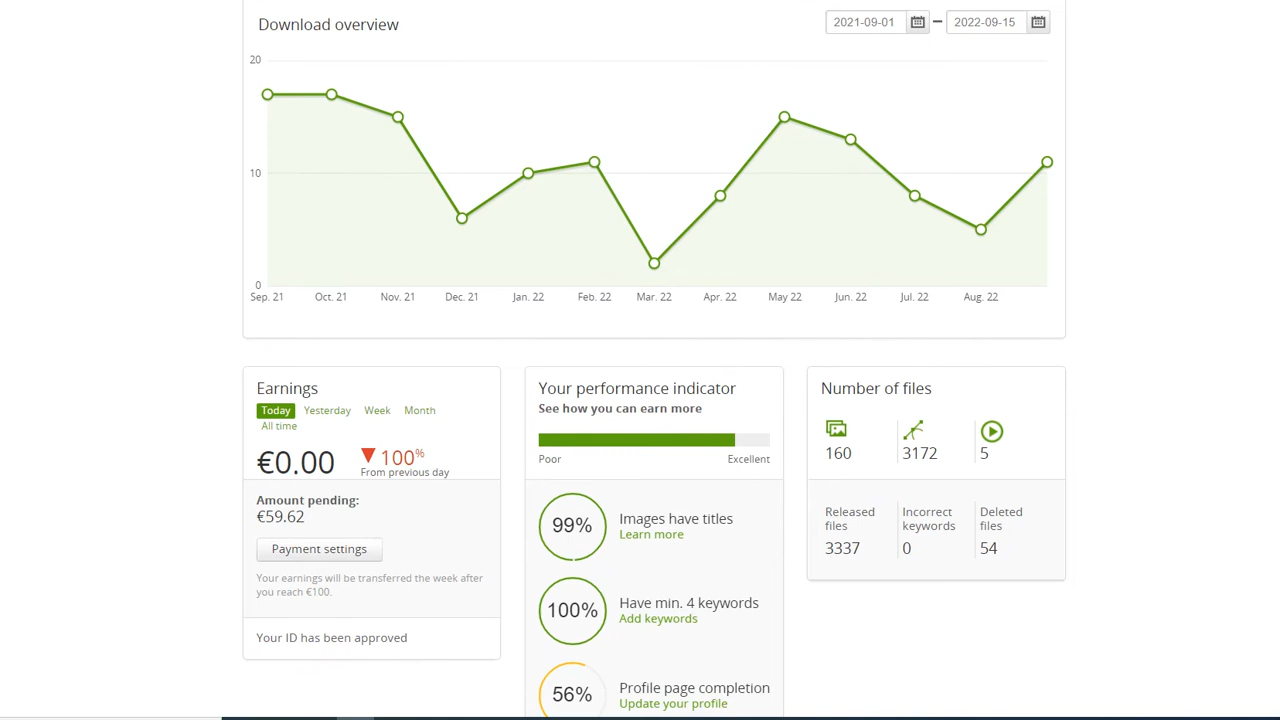 Download overview
2021-09-01
2022-09-15
20
10
0
Sep. 21 Oct. 21 Nov. 21 Dec. 21 Jan. 22 Feb. 22 Mar. 22 Apr. 22 May 22 Jun. 22 Jul. 22 Aug. 22
Earnings
Today Yesterday Week Month
All time
€0.00
100%
From previous day
Amount pending:
€59.62
Payment settings
Your earnings will be transferred the week after
you reach €100.
Your ID has been approved
Your performance indicator
See how you can earn more
Poor Excellent
99%
Images have titles
Learn more
100%
Have min. 4 keywords
Add keywords
56%
Profile page completion
Update your profile
Number of files
160 3172 5
Released
files
3337
Incorrect
keywords
0
Deleted
files
54